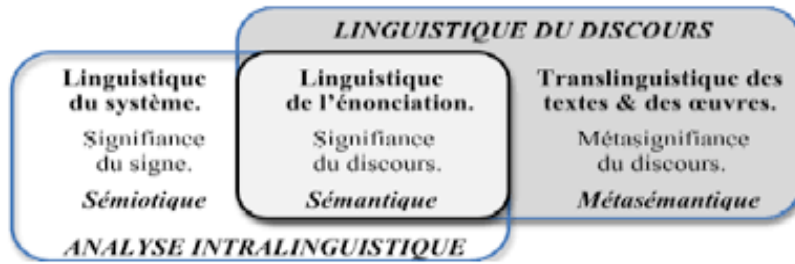 LINGUISTIQUE DU DISCOURS
Linguistique
du système.
Signifiance
du signe.
Sémiotique
Linguistique
de l'énonciation.
Signifiance
du discours.
Sémantique
Translinguistique des
textes & des œuvres.
Métasignifiance
du discours.
Métasémantique
ANALYSE INTRALINGUISTIQUE